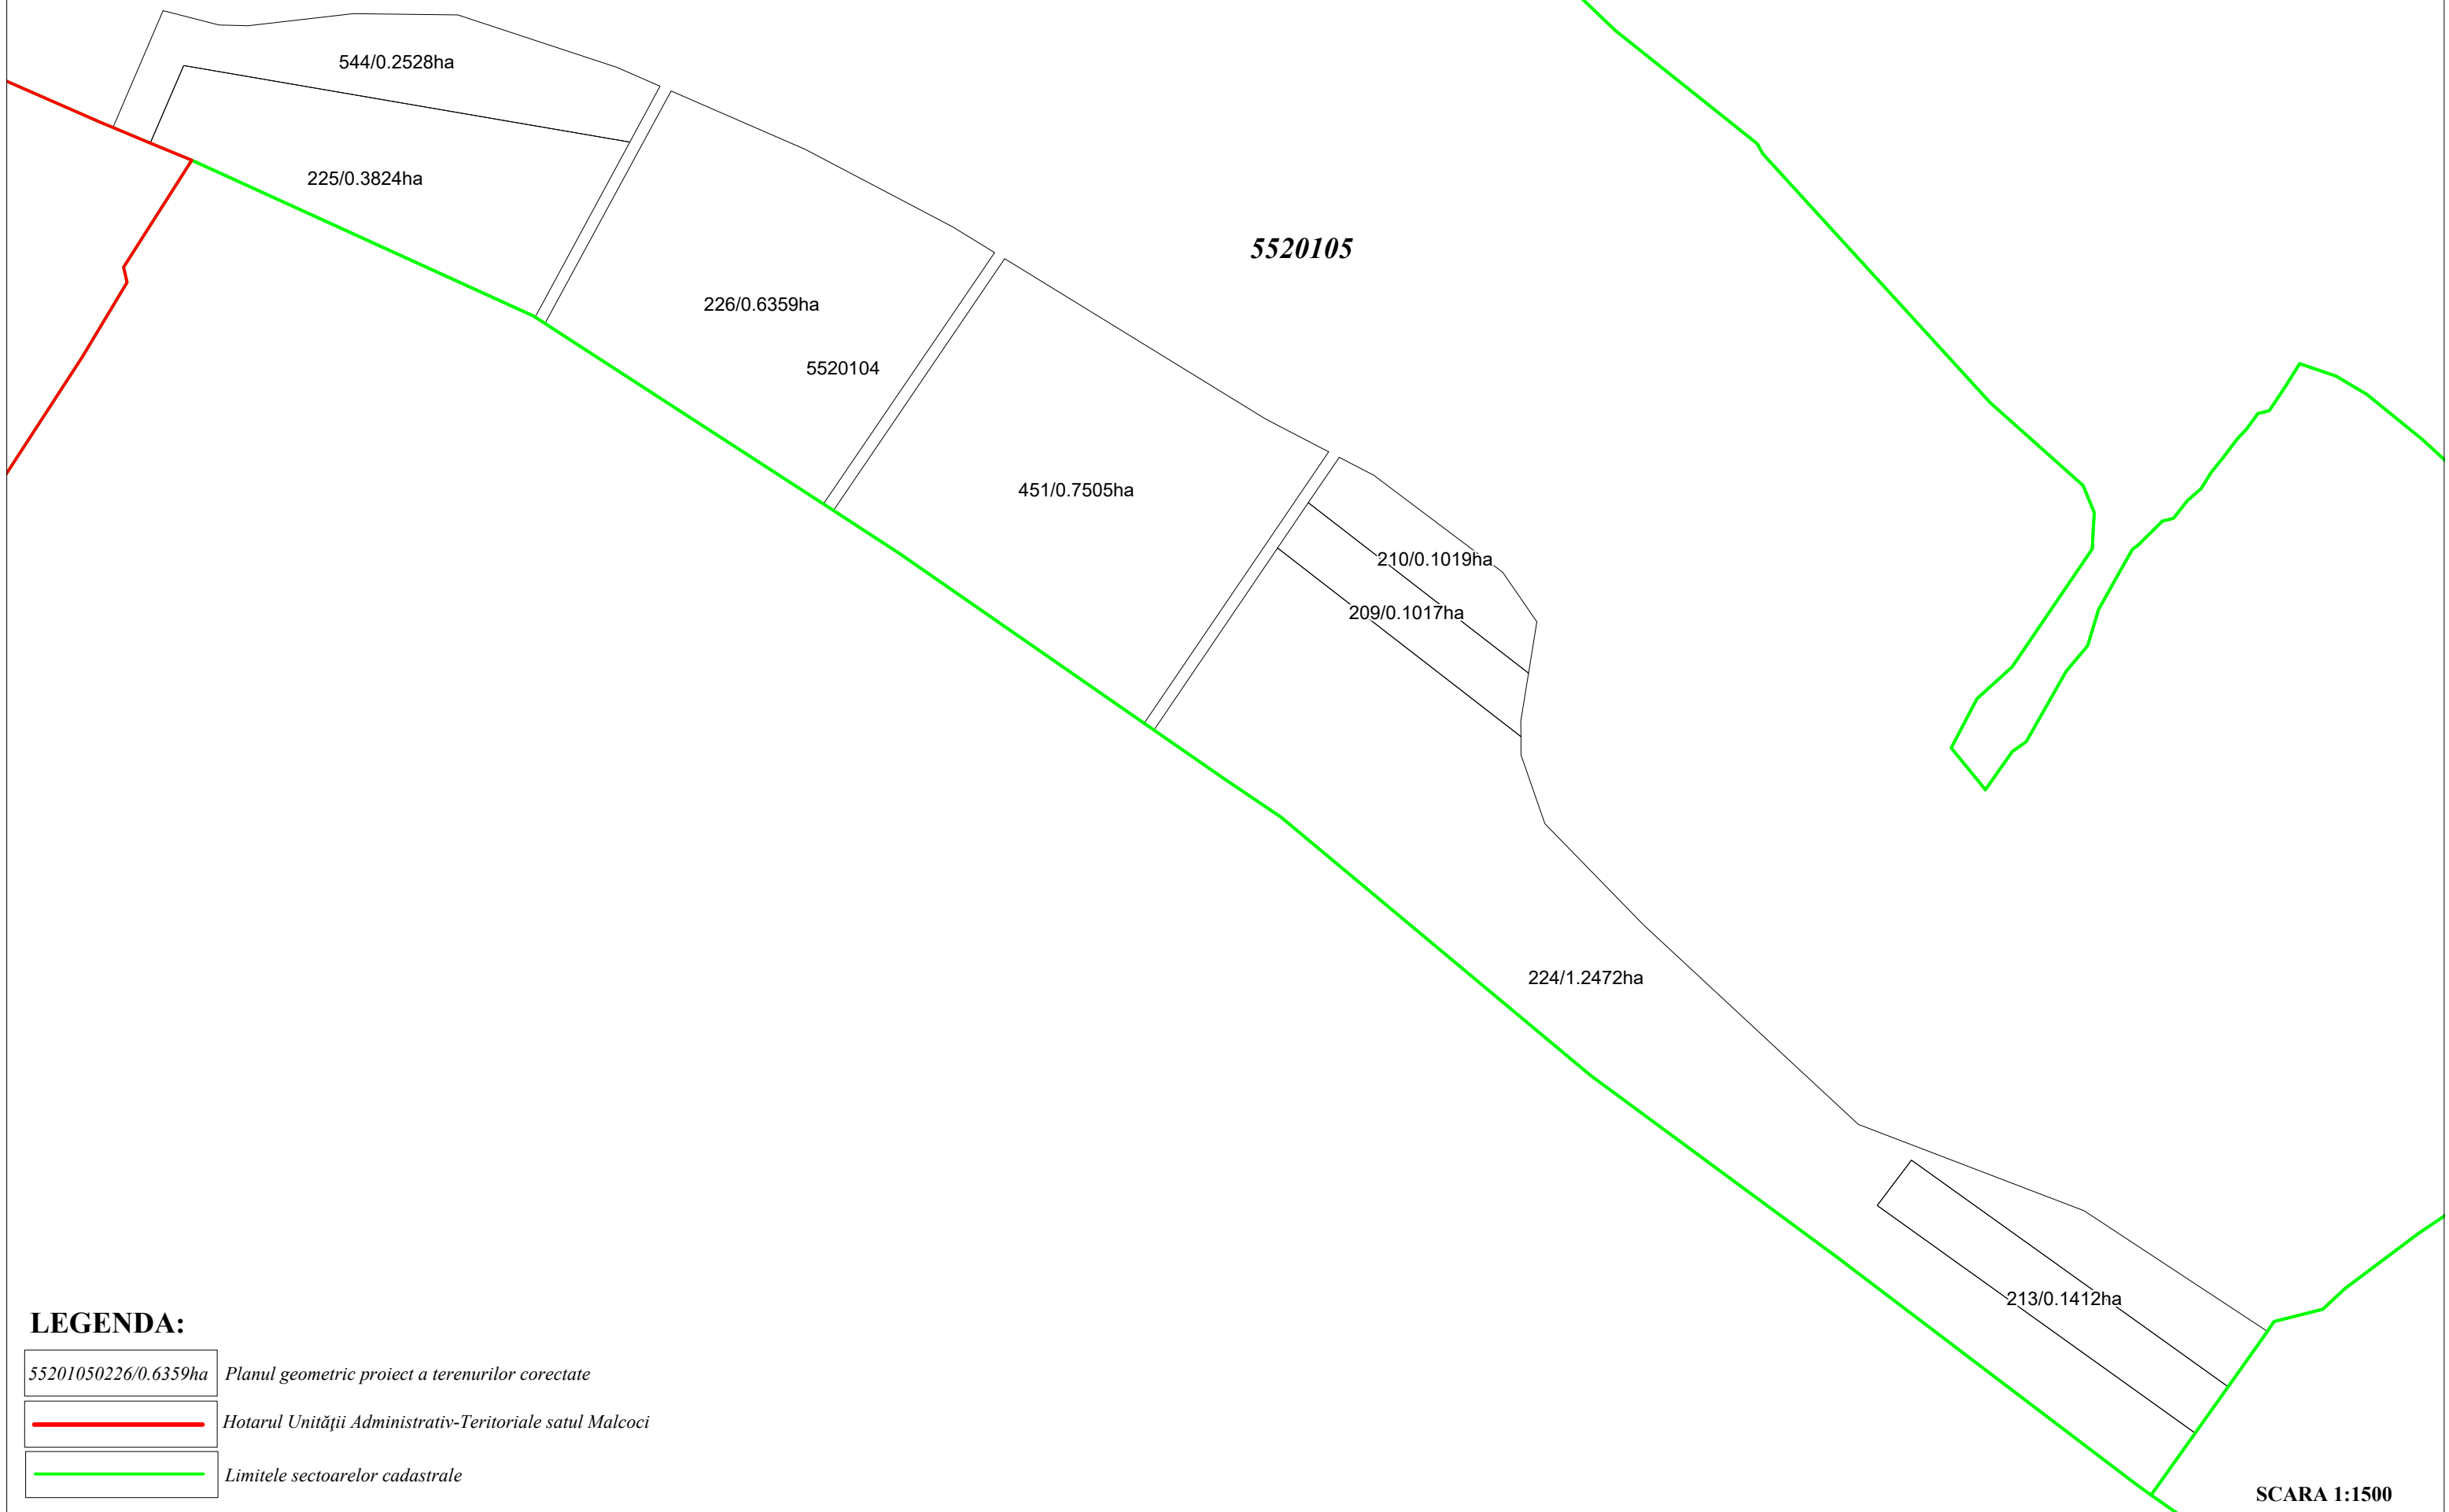 544/0.2528ha
225/0.3824ha
5520105
226/0.6359ha
5520104
451/0.7505ha
210/0.1019ha
209/0.1017ha
224/1.2472ha
213/0.1412ha
LEGENDA:
55201050226/0.6359ha Planul geometric proiect a terenurilor corectate
Hotarul Unităţii Administrativ-Teritoriale satul Malcoci
Limitele sectoarelor cadastrale
SCARA 1:1500